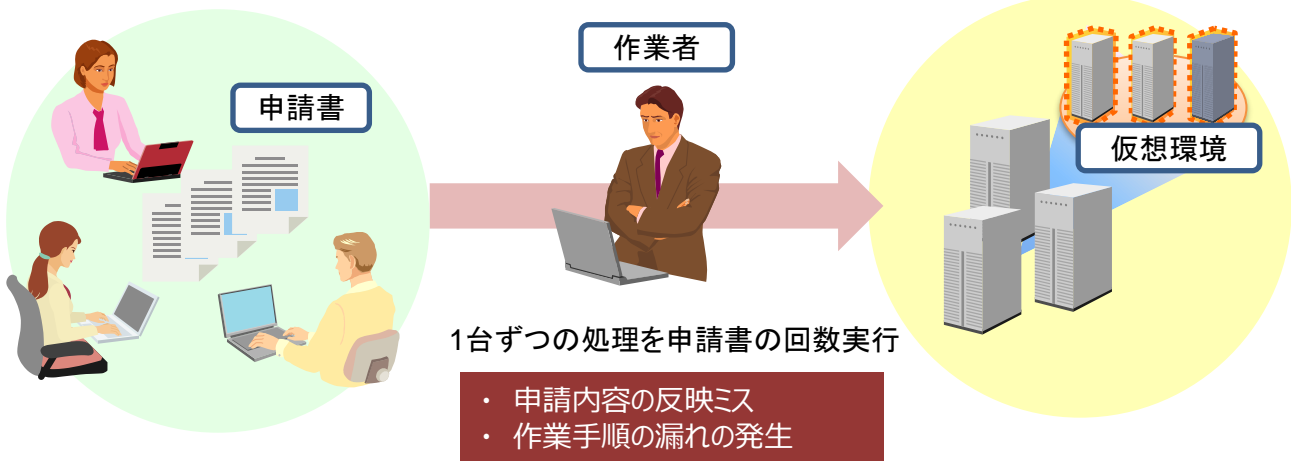 申請書
作業者
仮想環境
1台ずつの処理を申請書の回数実行
・ 申請内容の反映ミス
・ 作業手順の漏れの発生